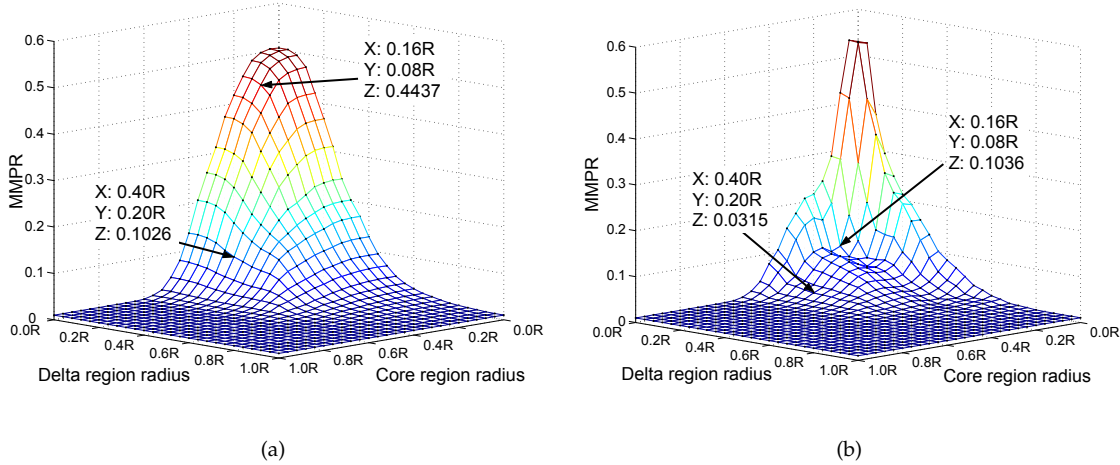 0.6
0.5
0.4
0.3
0.2
0.1
0
MMPR
X: 0.16R
Y: 0.08R
Z: 0.4437
X: 0.40R
Y: 0.20R
Z: 0.1026
0.0R
0.2R
0.4R
0.6R
0.8R
1.0R
Delta region radius
1.0R
0.8R
0.6R
0.4R
0.2R
0.0R
Core region radius
(a)
0.6
0.5
0.4
0.3
0.2
0.1
0
MMPR
X: 0.16R
Y: 0.08R
Z: 0.1036
X: 0.40R
Y: 0.20R
Z: 0.0315
0.0R
0.2R
0.4R
0.6R
0.8R
1.0R
Delta region radius
1.0R
0.8R
0.6R
0.4R
0.2R
0.0R
Core region radius
(b)